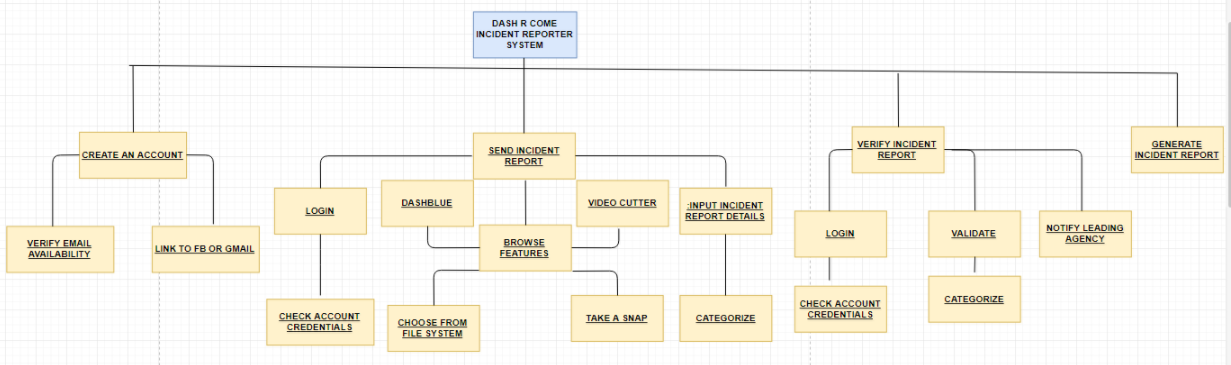 DASH R COME
INCIDENT REPORTER
SYSTEM
CREATE AN ACCOUNT
SEND INCIDENT
REPORT
VERIFY INCIDENT
REPORT
GENERATE
INCIDENT REPORT
VERIFY EMAIL
AVAILABILITY
LINK TO FB OR GMAIL
LOGIN
DASHBLUE
VIDEO CUTTER
:INPUT INCIDENT
REPORT DETAILS
BROWSE
FEATURES
LOGIN
VALIDATE
NOTIFY LEADING
AGENCY
CHECK ACCOUNT
CREDENTIALS
CHOOSE FROM
FILE SYSTEM
TAKE A SNAP
CATEGORIZE
CHECK ACCOUNT
CREDENTIALS
CATEGORIZE